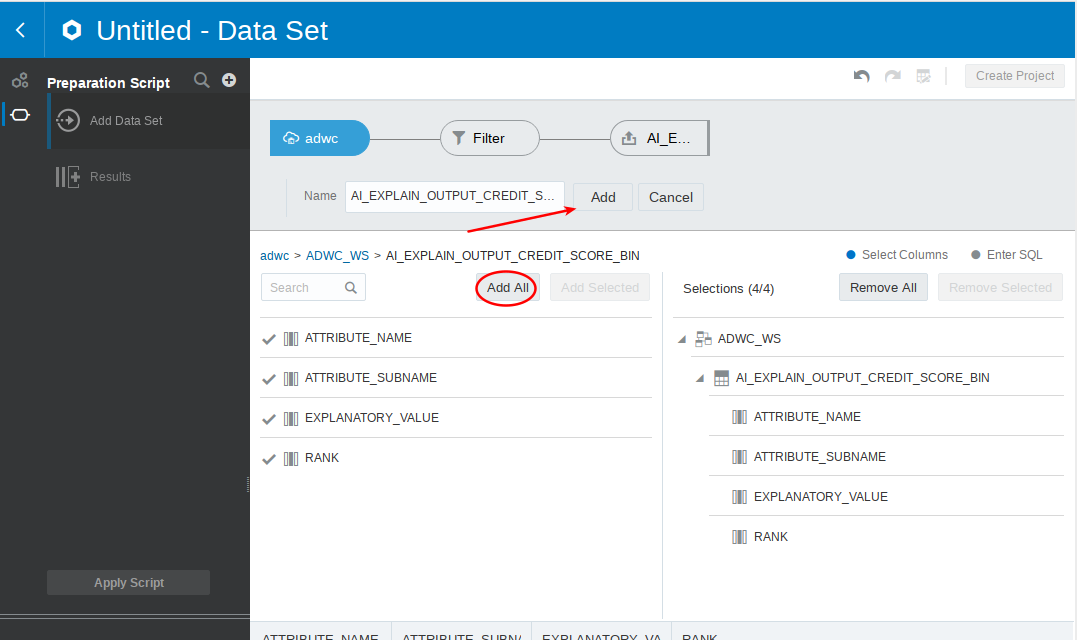 Untitled - Data Set
Preparation Script
Create Project
Add Data Set
adwc
Filter
AI_E...
Results
Name
AI_EXPLAIN_OUTPUT_CREDIT_S...
Add
Cancel
adwc > ADWC_WS > AI_EXPLAIN_OUTPUT_CREDIT_SCORE_BIN
Select Columns
Enter SQL
Search
Add All
Add Selected
Selections (4/4)
Remove All
Remove Selected
ATTRIBUTE_NAME
ATTRIBUTE_SUBNAME
EXPLANATORY_VALUE
RANK
ADWC_WS
AI_EXPLAIN_OUTPUT_CREDIT_SCORE_BIN
ATTRIBUTE_NAME
ATTRIBUTE_SUBNAME
EXPLANATORY_VALUE
RANK
Apply Script
ATTRIBUTE_NAME
ATTRIBUTE_SUBN
EXPLANATORY_VA
RANK